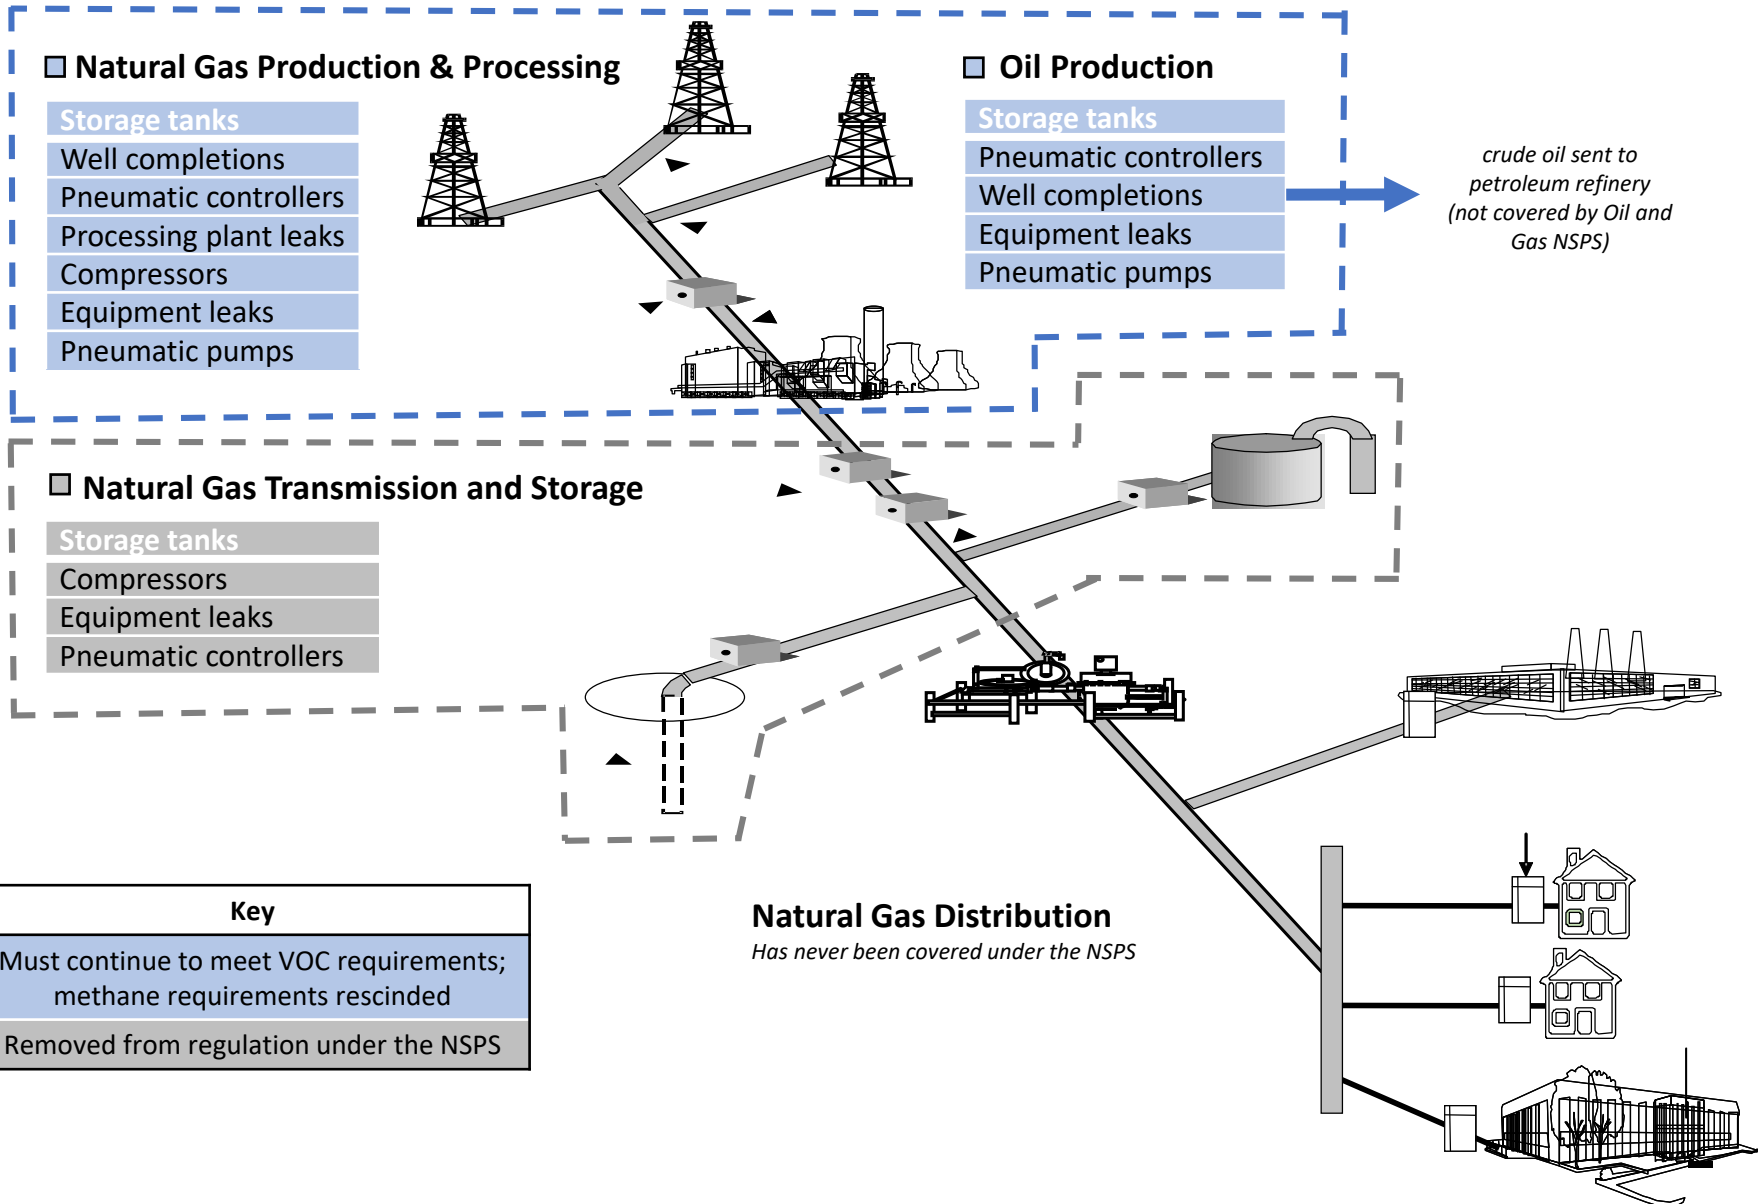 Natural Gas Production & Processing
Storage tanks
Well completions
Pneumatic controllers
Processing plant leaks
Compressors
Equipment leaks
Pneumatic pumps
Oil Production
Storage tanks
Pneumatic controllers
Well completions
Equipment leaks
Pneumatic pumps
crude oil sent to
petroleum refinery
(not covered by Oil and
Gas NSPS)
Natural Gas Transmission and Storage
Storage tanks
Compressors
Equipment leaks
Pneumatic controllers
Natural Gas Distribution
Has never been covered under the NSPS
Key
Must continue to meet VOC requirements;
methane requirements rescinded
Removed from regulation under the NSPS